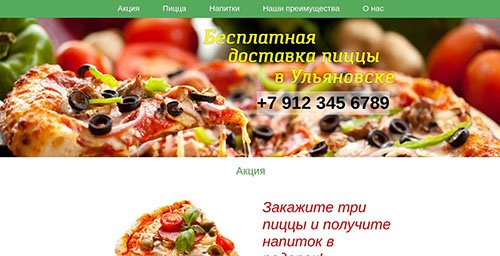 Акция Пицца Напитки Наши преимущества О нас
Бесплатная
доставка пиццы
в Ульяновске
+7 912 345 6789
Акция
Закажите три
пиццы и получите
напиток в
подарок!